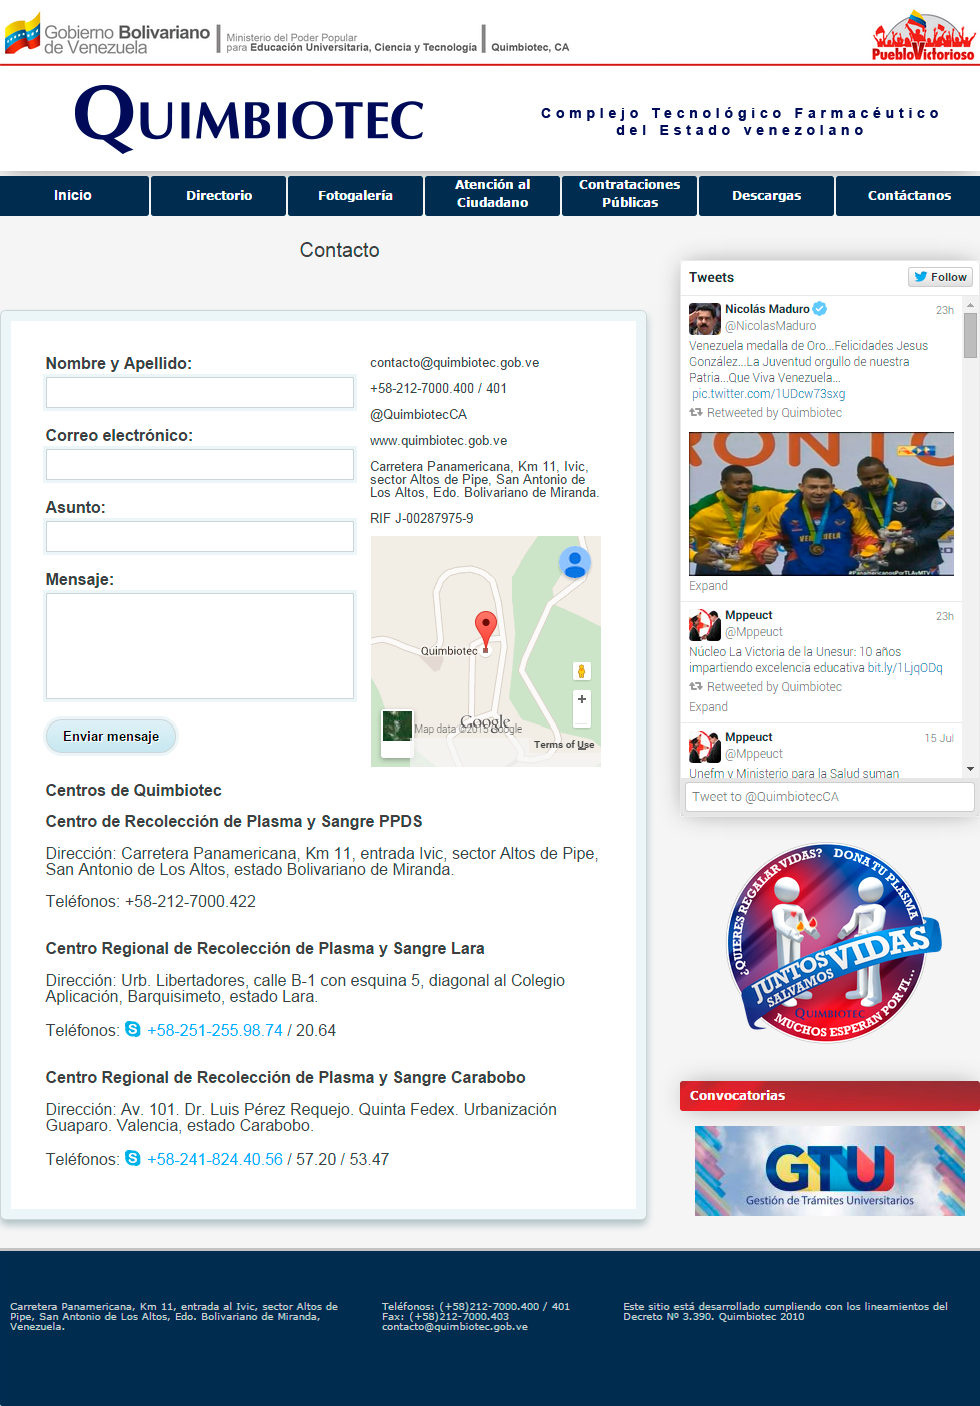 Gobierno Bolivariano
de Venezuela
Ministerio del Poder Popular
para Educación Universitaria, Ciencia y Tecnología
Quimbiotec, CA
PuebloVictorioso
QUIMBIOTEC
Complejo Tecnológico Farmacéutico
del Estado venezolano
Inicio
Directorio
Fotogalería
Atención al
Ciudadano
Contrataciones
Públicas
Descargas
Contáctanos
Contacto
Nombre y Apellido:
Correo electrónico:
Asunto:
Mensaje:
Enviar mensaje
contacto@quimbiotec.gob.ve
+58-212-7000.400 / 401
@QuimbiotecCA
www.quimbiotec.gob.ve
Carretera Panamericana, Km 11, Ivic,
sector Altos de Pipe, San Antonio de
Los Altos, Edo. Bolivariano de Miranda.
RIF J-00287975-9
Quimbiotec
+
Google
Map data ©2015 Google
Terms of Use
Centros de Quimbiotec
Centro de Recolección de Plasma y Sangre PPDS
Dirección: Carretera Panamericana, Km 11, entrada Ivic, sector Altos de Pipe,
San Antonio de Los Altos, estado Bolivariano de Miranda.
Teléfonos: +58-212-7000.422
Centro Regional de Recolección de Plasma y Sangre Lara
Dirección: Urb. Libertadores, calle B-1 con esquina 5, diagonal al Colegio
Aplicación, Barquisimeto, estado Lara.
Teléfonos: +58-251-255.98.74 / 20.64
Centro Regional de Recolección de Plasma y Sangre Carabobo
Dirección: Av. 101. Dr. Luis Pérez Requejo. Quinta Fedex. Urbanización
Guaparo. Valencia, estado Carabobo.
Teléfonos: +58-241-824.40.56 / 57.20 / 53.47
Tweets
Follow
Nicolás Maduro
23h
@NicolasMaduro
Venezuela medalla de Oro...Felicidades Jesus
González...La Juventud orgullo de nuestra
Patria...Que Viva Venezuela...
pic.twitter.com/1UDcw73sxg
Retweeted by Quimbiotec
RONTO
VENEZUELA
#PanamericanosPorTLAyMTV
Expand
Mppeuct
23h
@Mppeuct
Núcleo La Victoria de la Unesur: 10 años
impartiendo excelencia educativa bit.ly/1LjqODq
Retweeted by Quimbiotec
Expand
Mppeuct
15 Jul
@Mppeuct
Unefm y Ministerio para la Salud suman
Tweet to @QuimbiotecCA
¿QUIERES REGALAR VIDAS? DONA TU PLASMA
JUNTOS
SALVAMOS
VIDAS
QUIMBIOTEC
MUCHOS ESPERAN POR TI...
Convocatorias
GTU
Gestión de Trámites Universitarios
Carretera Panamericana, Km 11, entrada al Ivic, sector Altos de
Pipe, San Antonio de Los Altos, Edo. Bolivariano de Miranda,
Venezuela.
Teléfonos: (+58)212-7000.400 / 401
Fax: (+58)212-7000.403
contacto@quimbiotec.gob.ve
Este sitio está desarrollado cumpliendo con los lineamientos del
Decreto Nº 3.390. Quimbiotec 2010